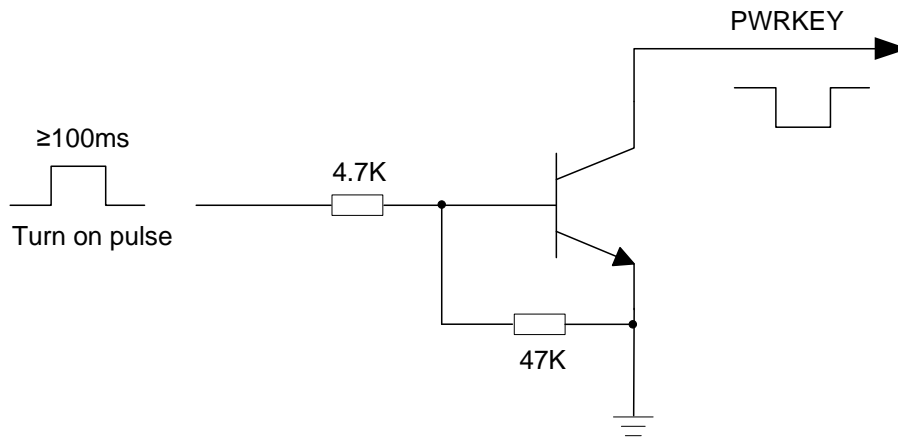 PWRKEY
≥100ms
4.7K
Turn on pulse
47K